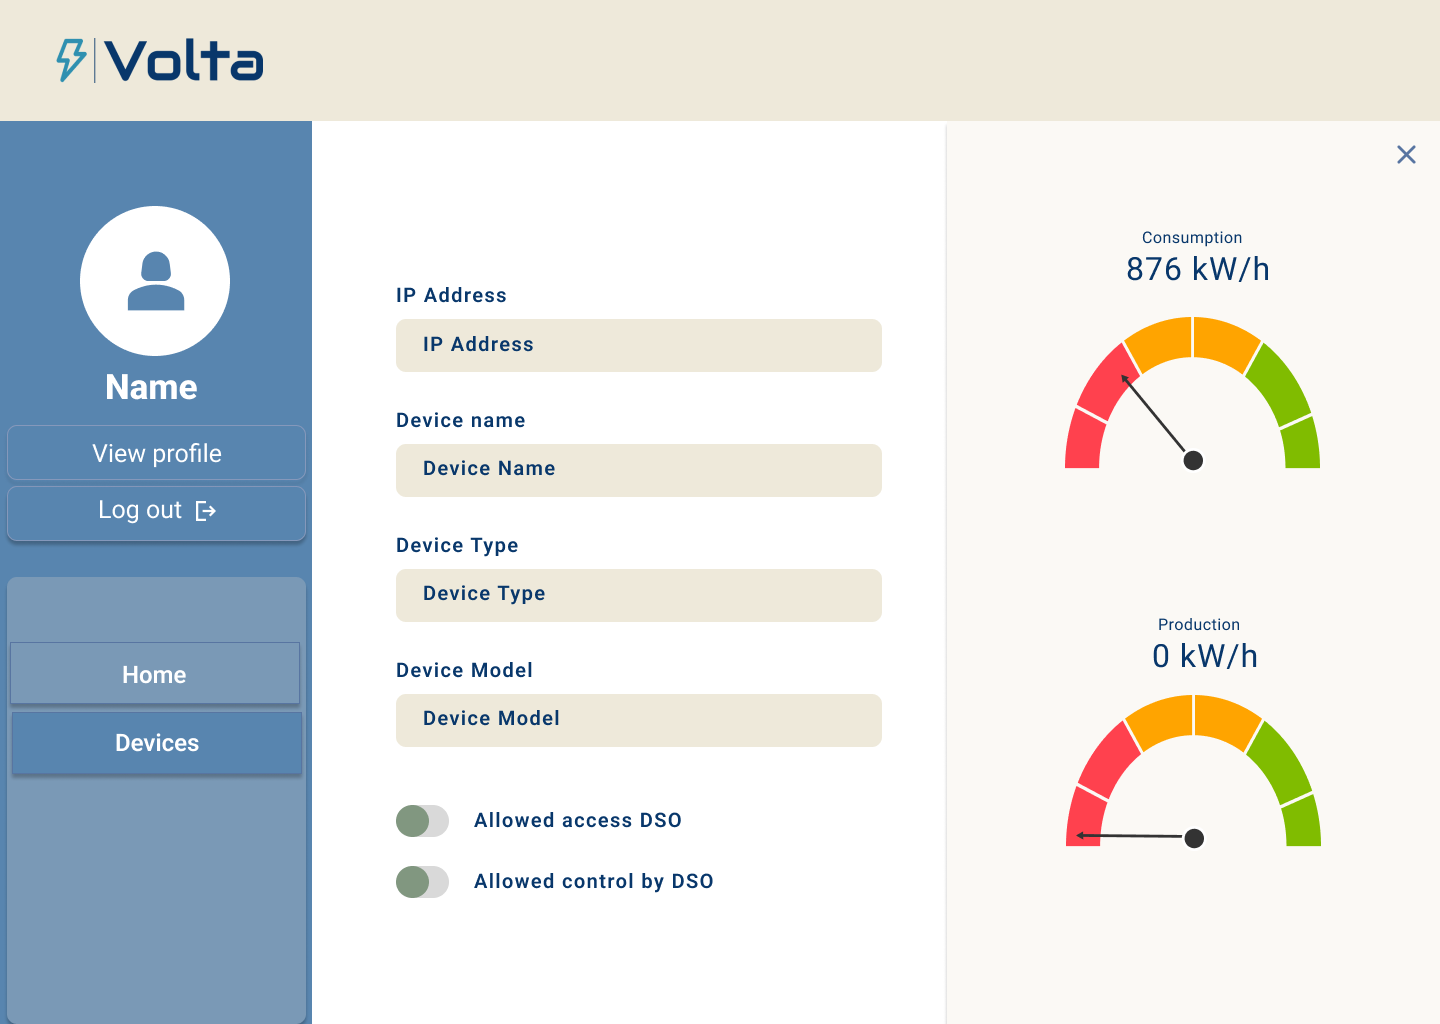 Volta
Name
View profile
Log out
Home
Devices
IP Address
IP Address
Device name
Device Name
Device Type
Device Type
Device Model
Device Model
Allowed access DSO
Allowed control by DSO
Consumption
876 kW/h
Production
0 kW/h